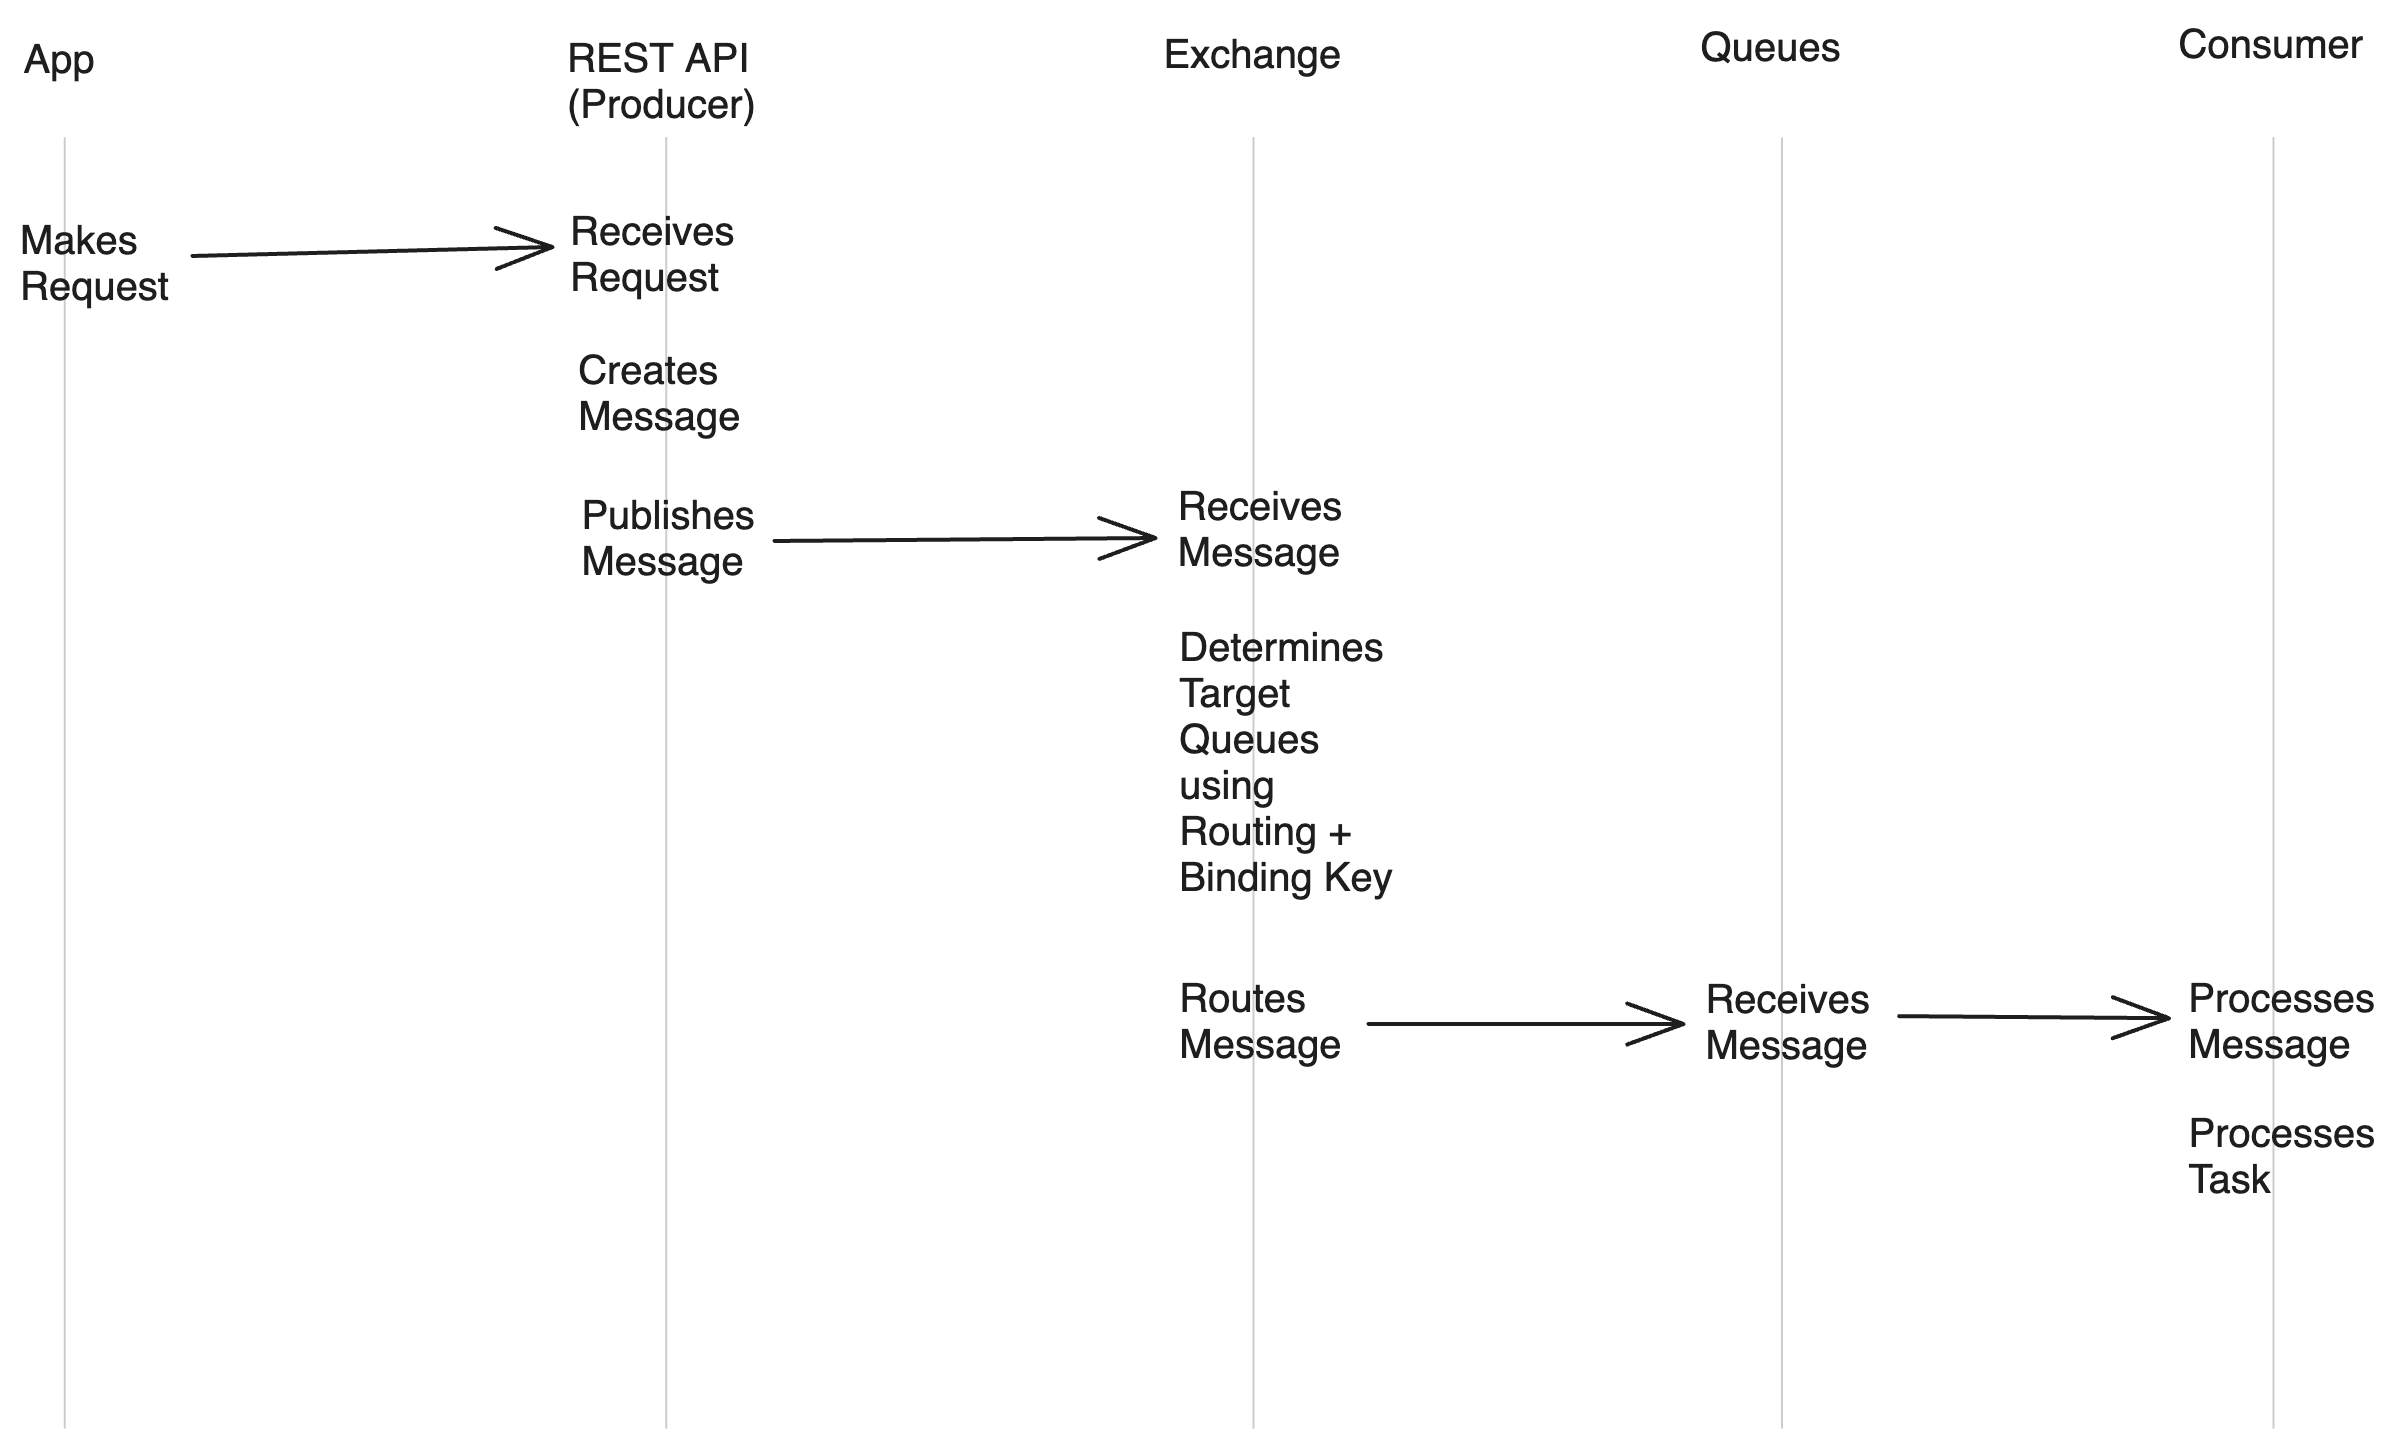 App
REST API
(Producer)
Exchange
Queues
Consumer
Makes
Request
Receives
Request
Creates
Message
Publishes
Message
Receives
Message
Determines
Target
Queues
using
Routing +
Binding Key
Routes
Message
Receives
Message
Processes
Message
Processes
Task